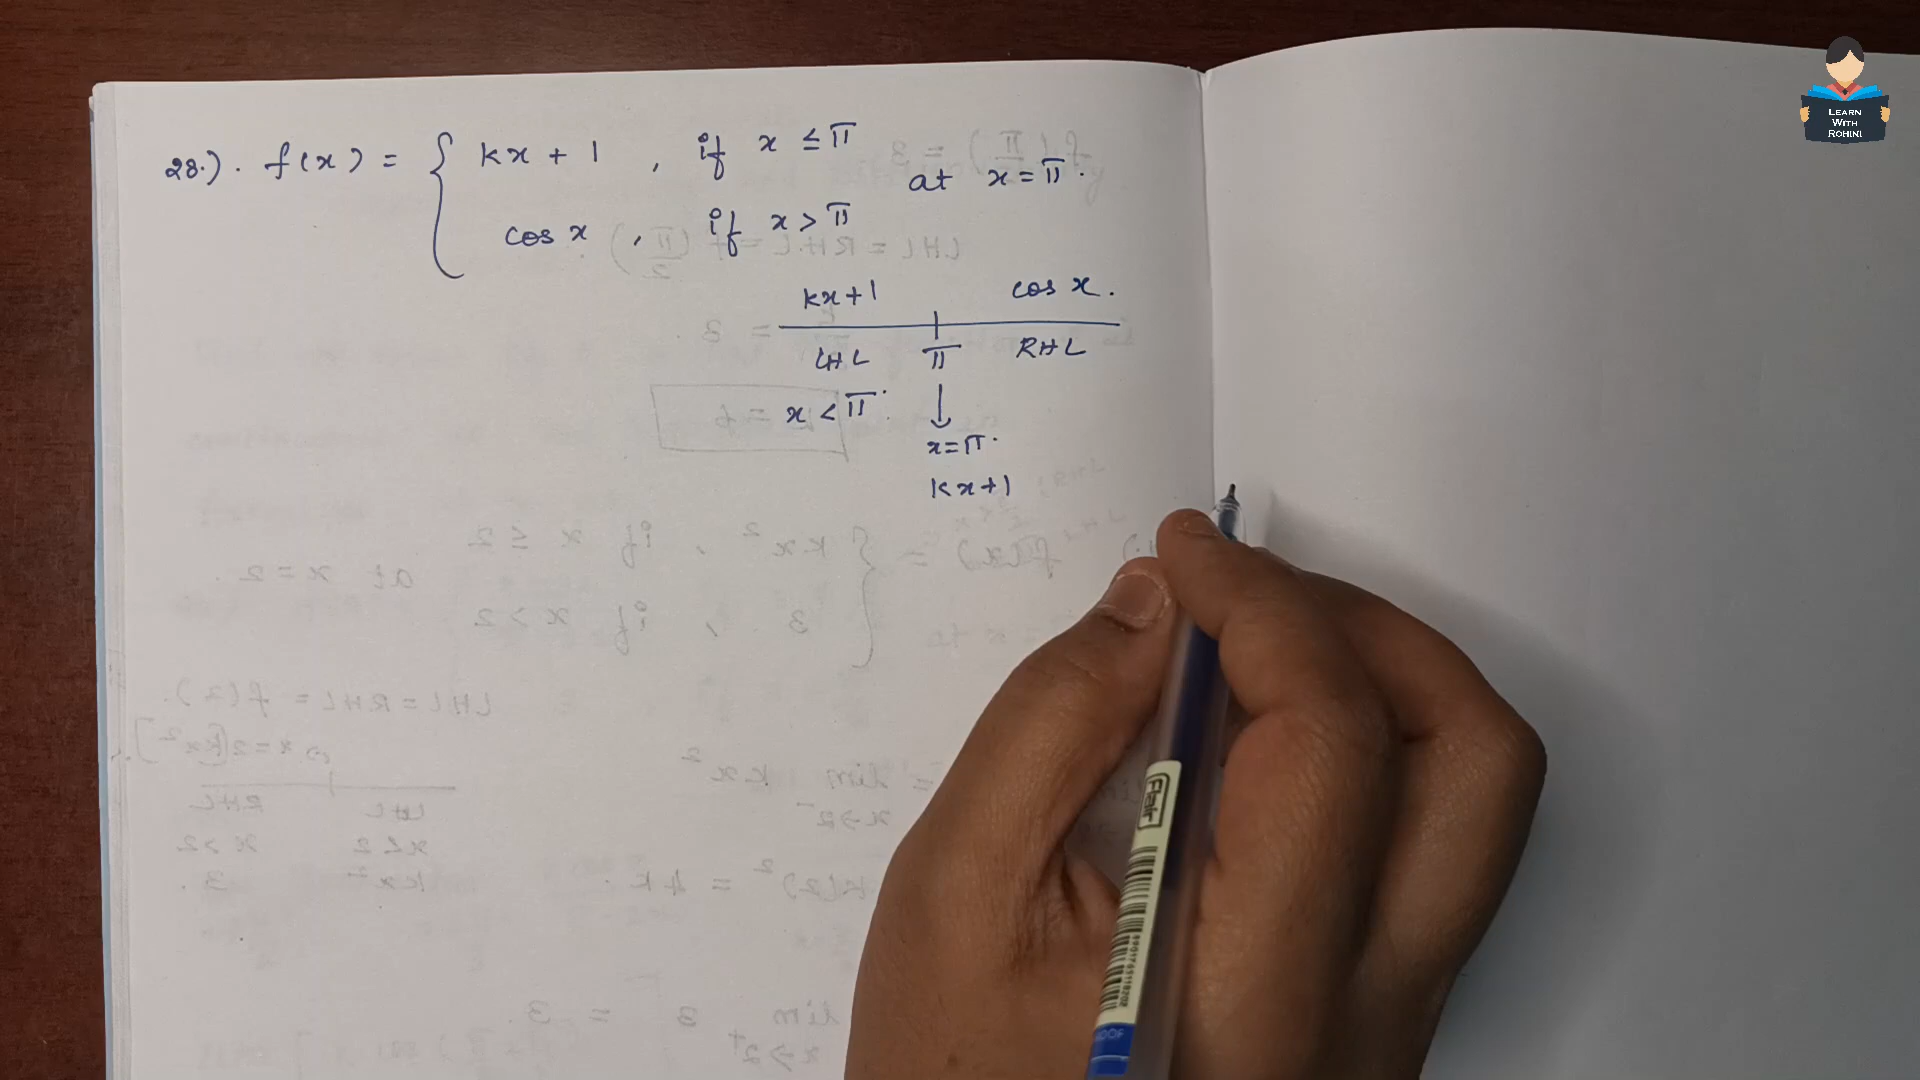 28.). f(x) = { kx + 1 , if x ≤ π
at x = π.
cos x , if x > π
kx+1 cos x.
LHL π RHL
x < π.
x = π.
kx+1
Flair
LEARN
WITH
ROHINI